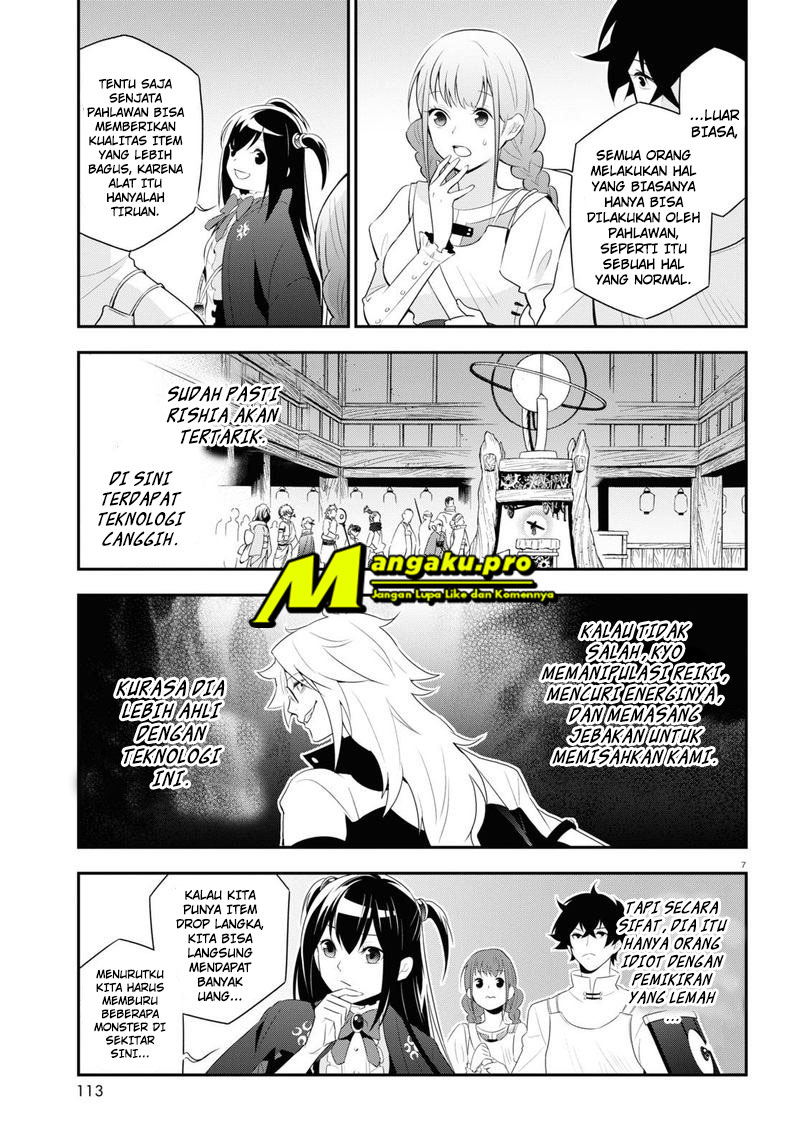 ...LUAR
BIASA,
SEMUA ORANG
MELAKUKAN HAL
YANG BIASANYA
HANYA BISA
DILAKUKAN OLEH
PAHLAWAN,
SEPERTI ITU
SEBUAH HAL
YANG NORMAL.
TENTU SAJA
SENJATA
PAHLAWAN BISA
MEMBERIKAN
KUALITAS ITEM
YANG LEBIH
BAGUS, KARENA
ALAT ITU
HANYALAH
TIRUAN.
SUDAH PASTI
RISHIA AKAN
TERTARIK.
DI SINI
TERDAPAT
TEKNOLOGI
CANGGIH.
Mangaku.pro
Jangan Lupa Like dan Komennya
KALAU TIDAK
SALAH, KYO
MEMANIPULASI REIKI,
MENCURI ENERGINYA,
DAN MEMASANG
JEBAKAN UNTUK
MEMISAHKAN KAMI.
KURASA DIA
LEBIH AHLI
DENGAN
TEKNOLOGI
INI.
7
TAPI SECARA
SIFAT, DIA ITU
HANYA ORANG
IDIOT DENGAN
PEMIKIRAN
YANG LEMAH
...
KALAU KITA
PUNYA ITEM
DROP LANGKA,
KITA BISA
LANGSUNG
MENDAPAT
BANYAK
UANG...
MENURUTKU
KITA HARUS
MEMBURU
BEBERAPA
MONSTER DI
SEKITAR
SINI...
113